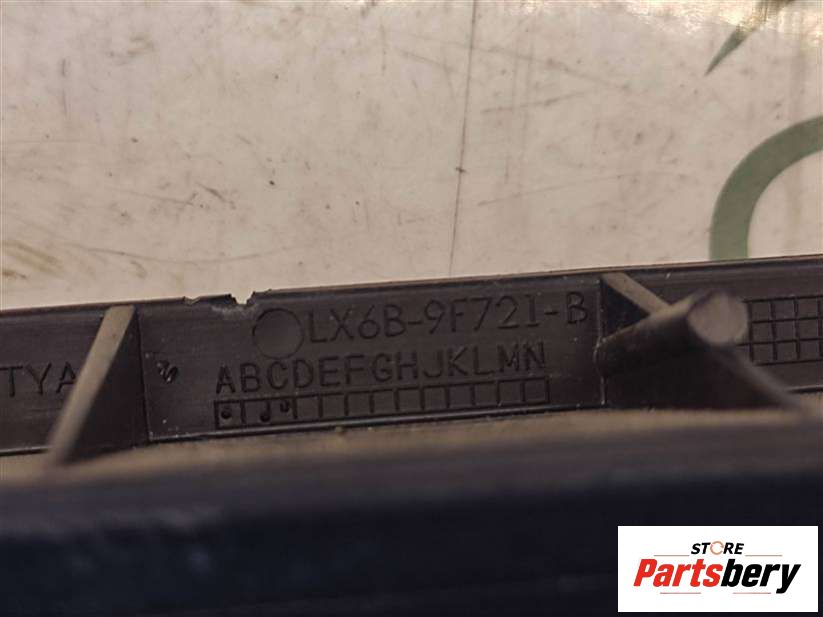 LX6B-9F721-B
TYA
ABCDEFGHJKLMN
STORE
Partsbery